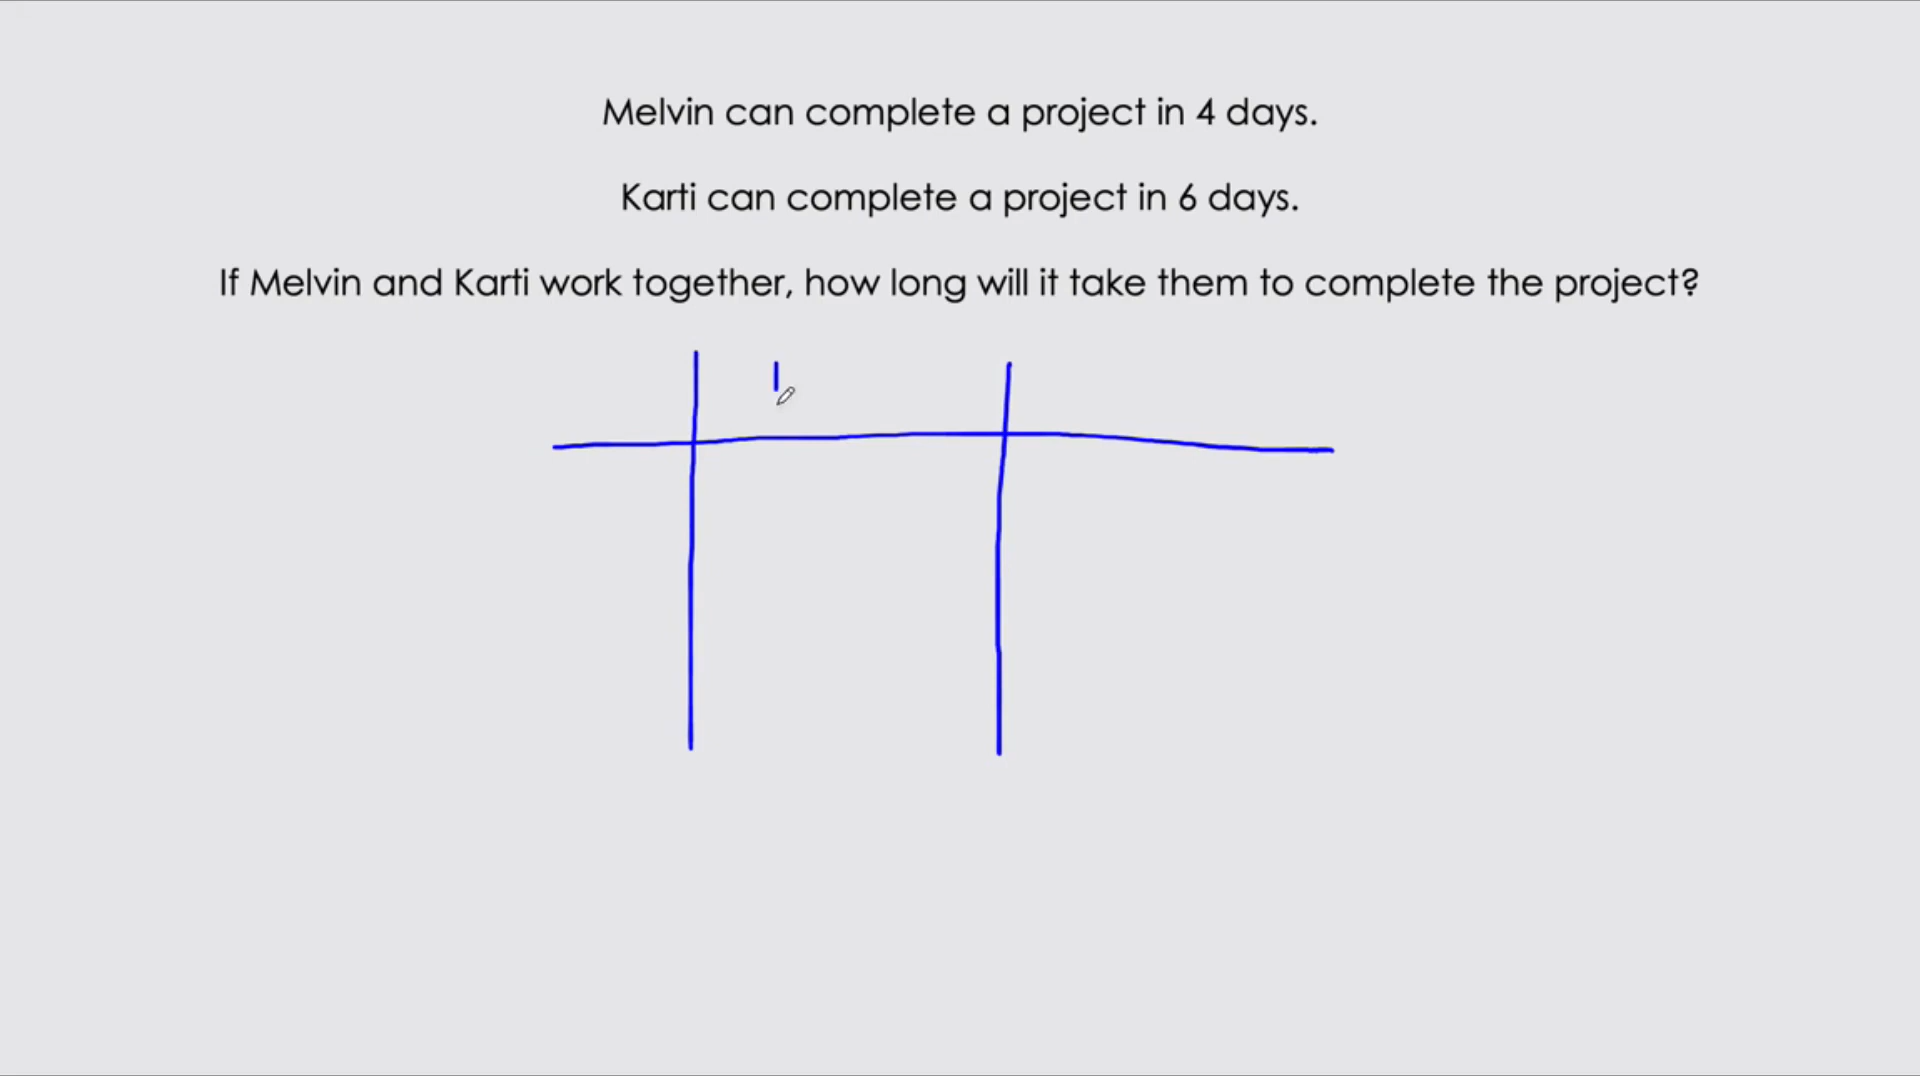 Melvin can complete a project in 4 days.
Karti can complete a project in 6 days.
If Melvin and Karti work together, how long will it take them to complete the project?